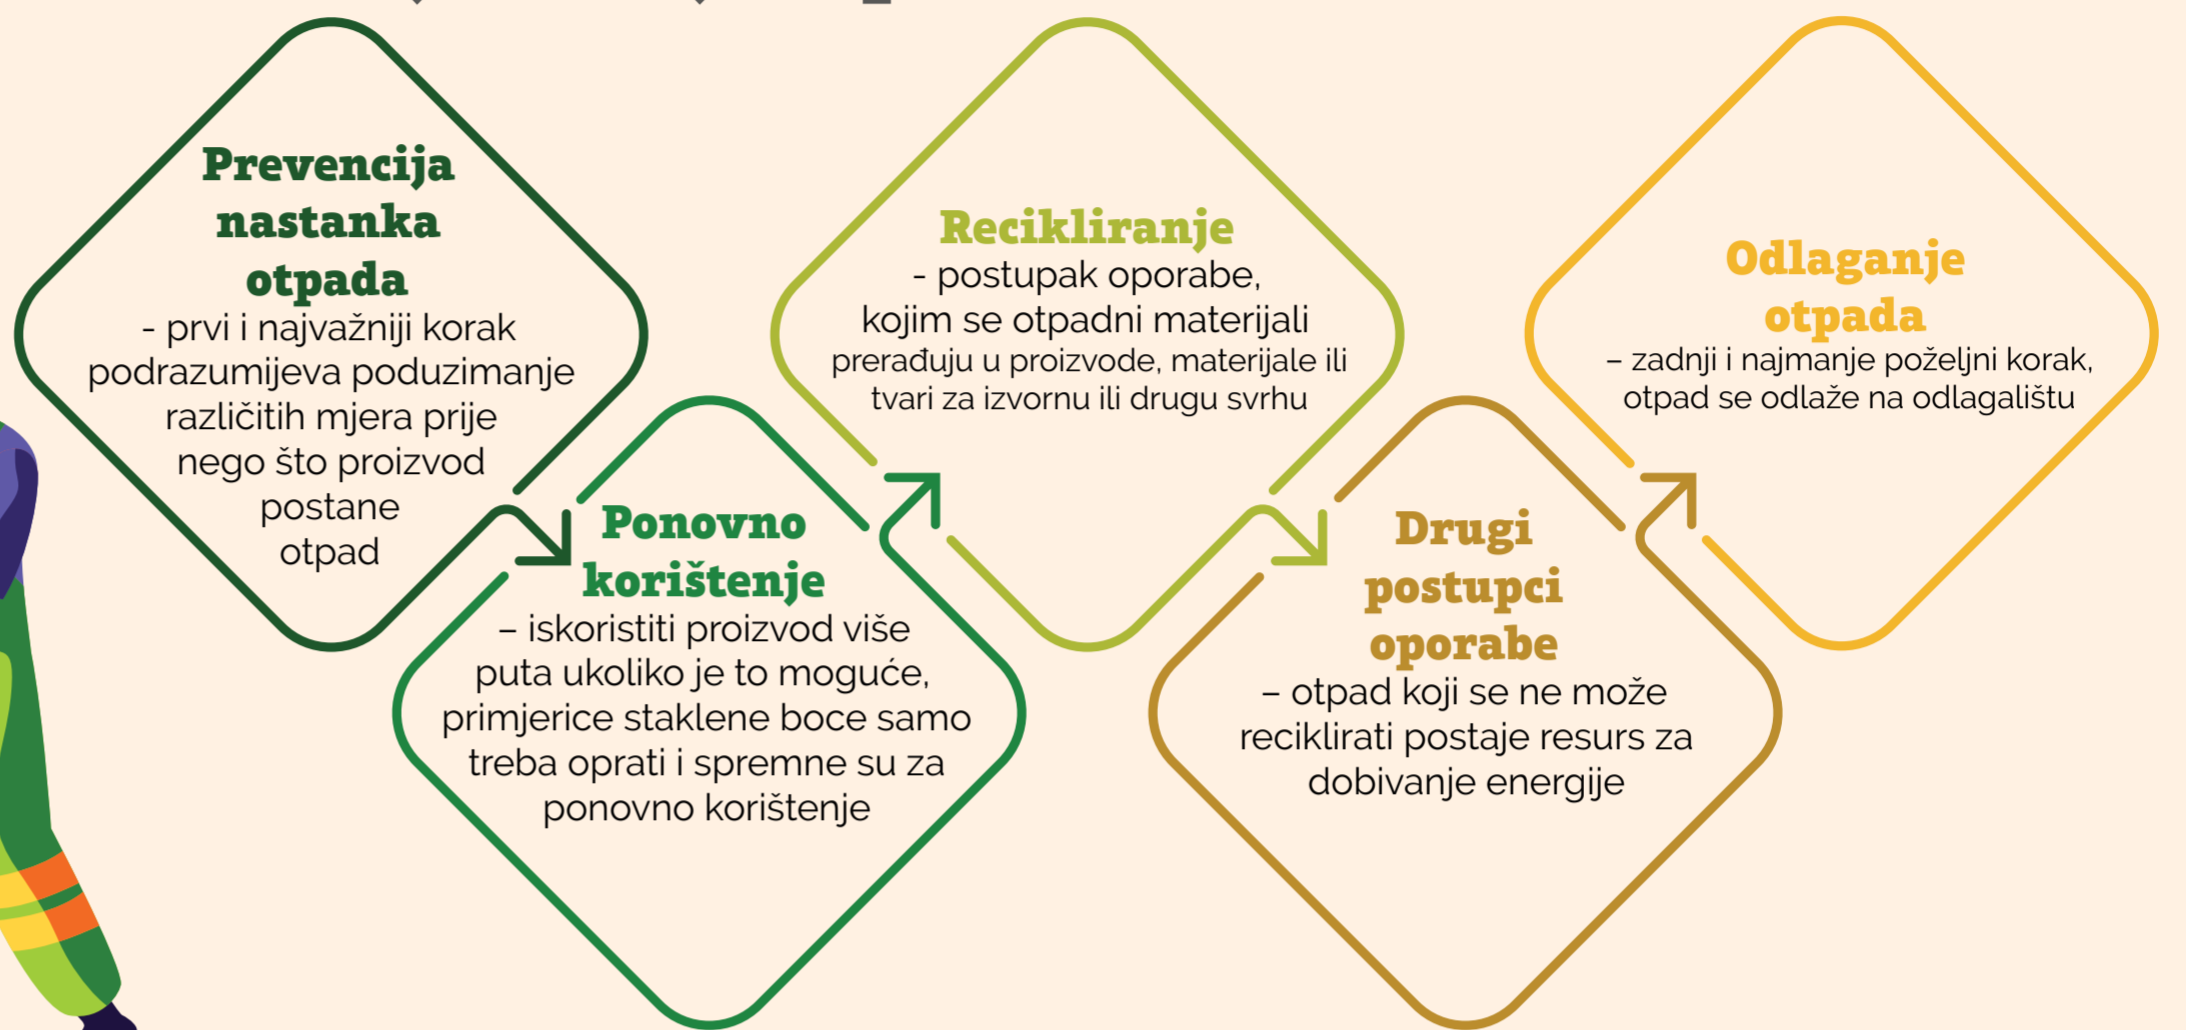 Prevencija
nastanka
otpada
- prvi i najvažniji korak
podrazumijeva poduzimanje
različitih mjera prije
nego što proizvod
postane
otpad
Ponovno
korištenje
– iskoristiti proizvod više
puta ukoliko je to moguće,
primjerice staklene boce samo
treba oprati i spremne su za
ponovno korištenje
Recikliranje
- postupak oporabe,
kojim se otpadni materijali
prerađuju u proizvode, materijale ili
tvari za izvornu ili drugu svrhu
Drugi
postupci
oporabe
– otpad koji se ne može
reciklirati postaje resurs za
dobivanje energije
Odlaganje
otpada
– zadnji i najmanje poželjni korak,
otpad se odlaže na odlagalištu